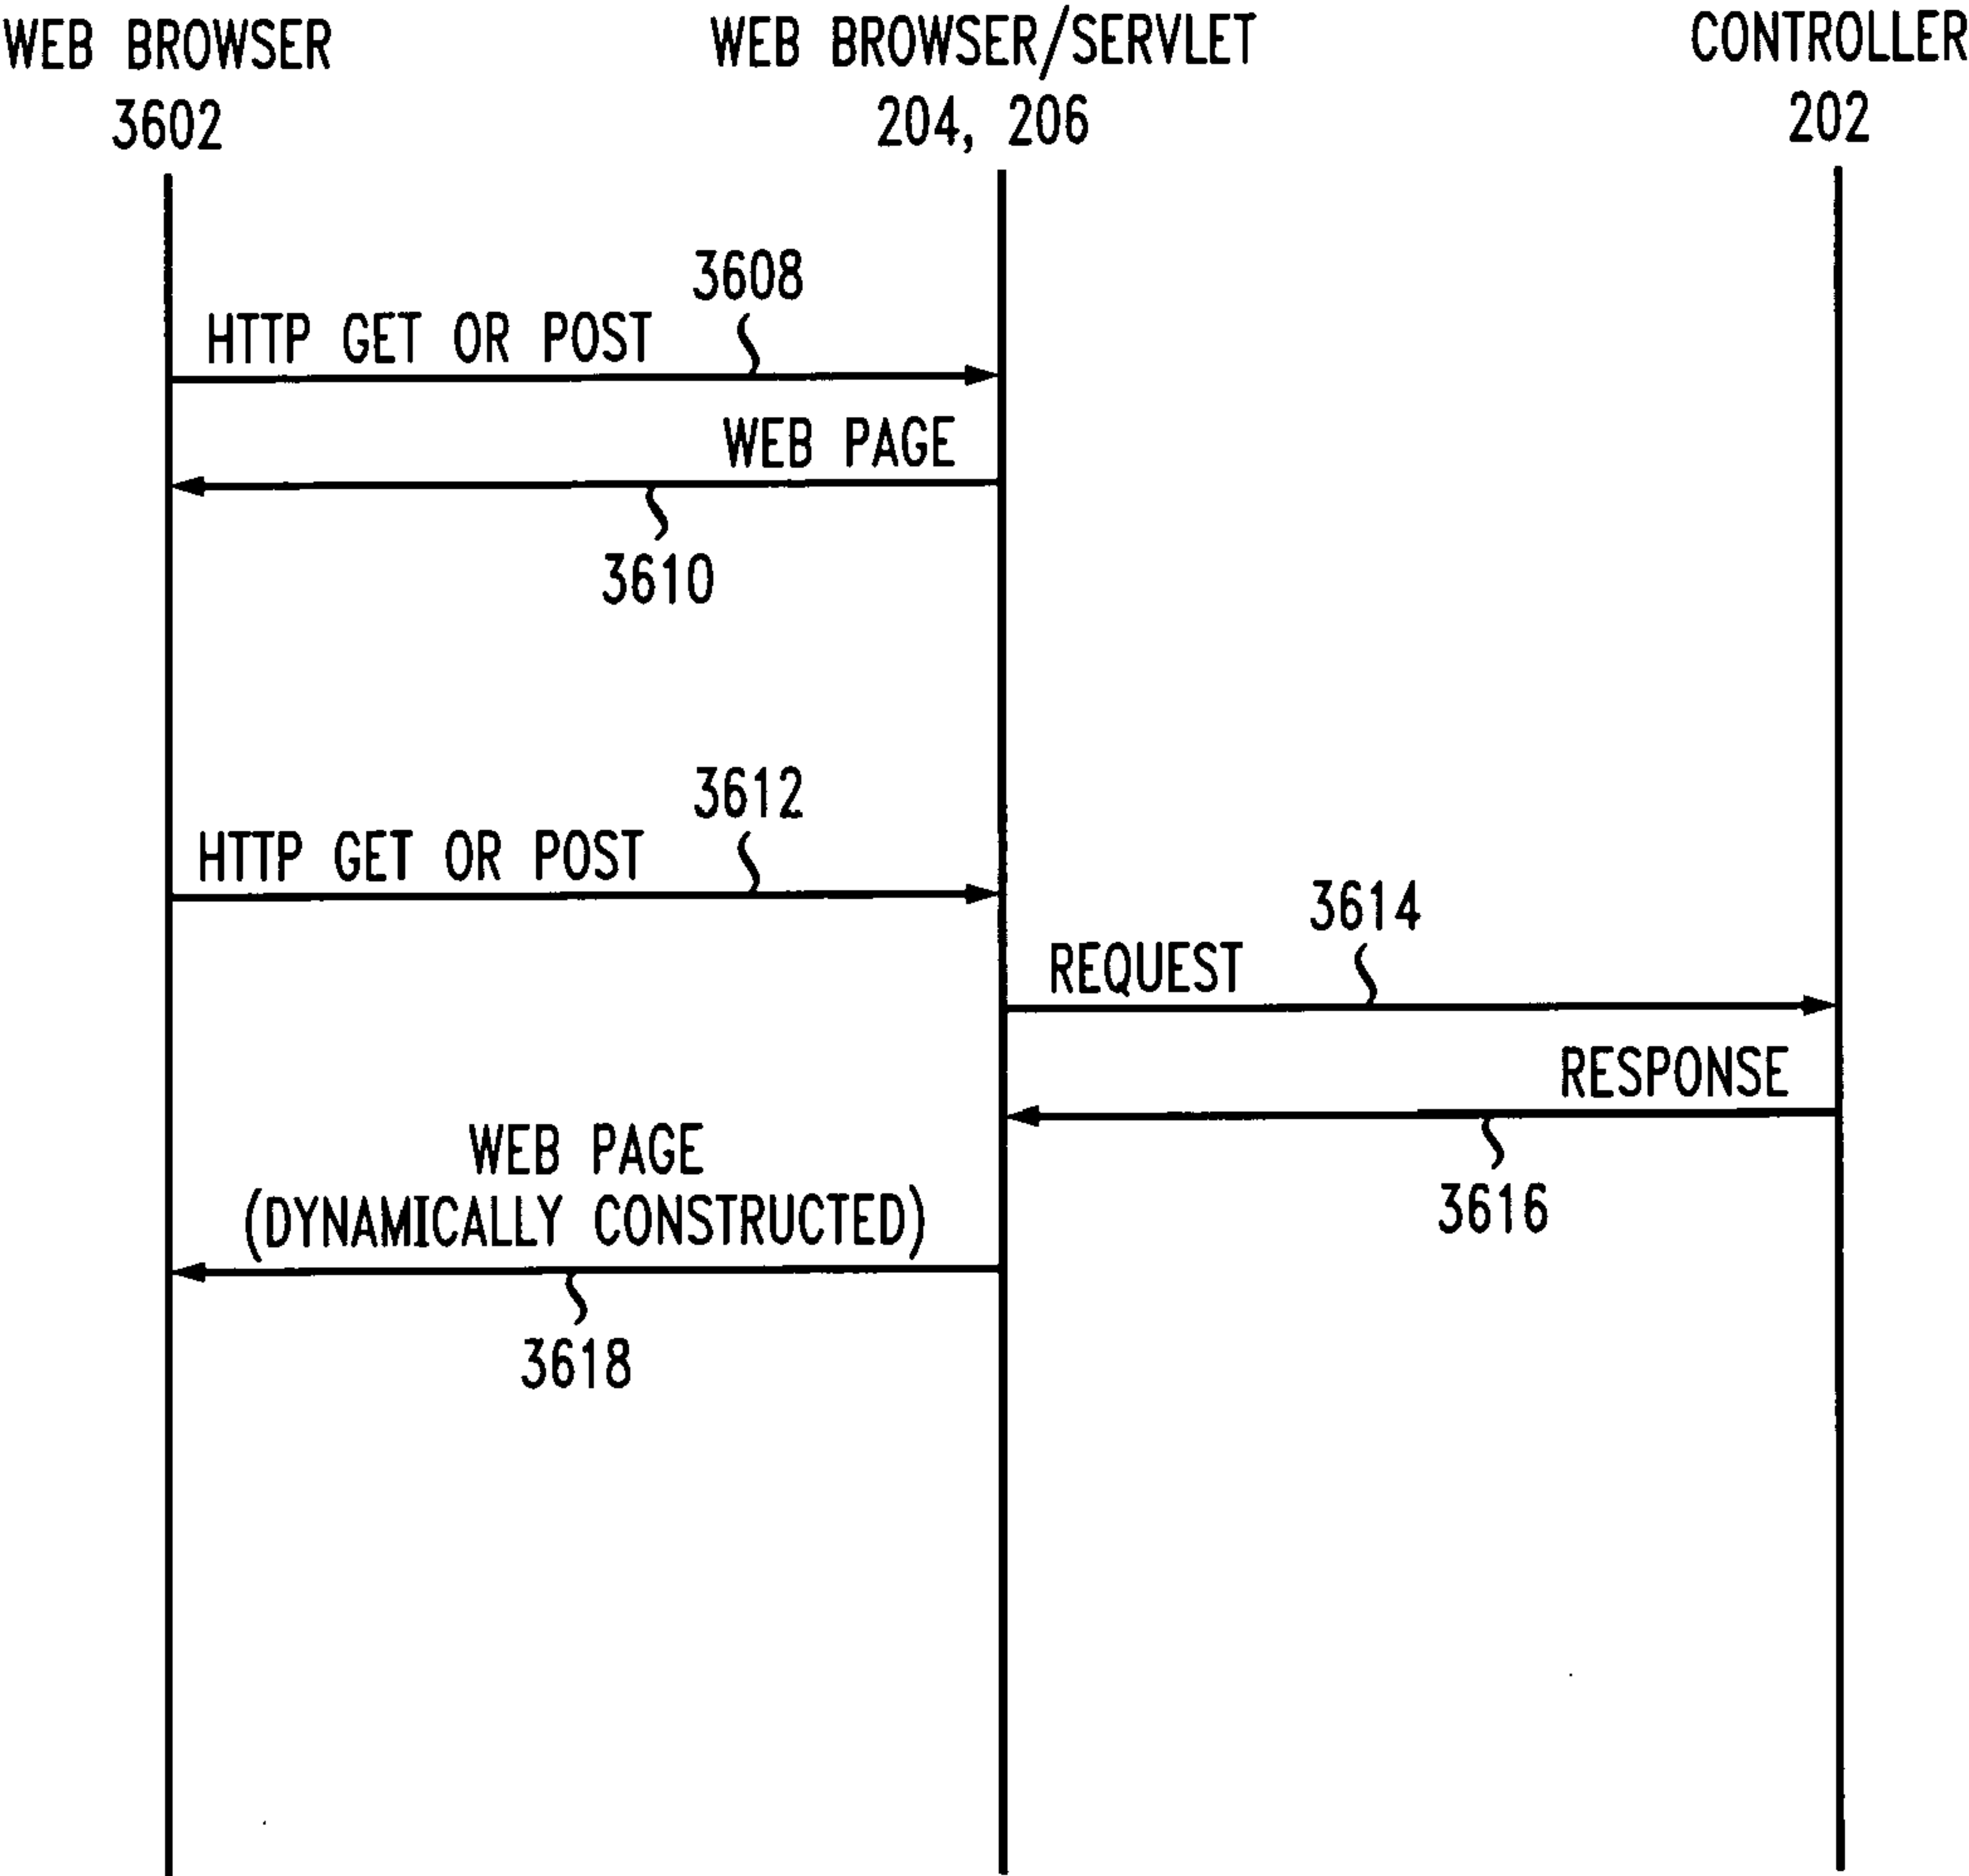 WEB BROWSER
3602
WEB BROWSER/SERVLET
204, 206
CONTROLLER
202
3608
HTTP GET OR POST
WEB PAGE
3610
3612
HTTP GET OR POST
3614
REQUEST
RESPONSE
3616
WEB PAGE
(DYNAMICALLY CONSTRUCTED)
3618